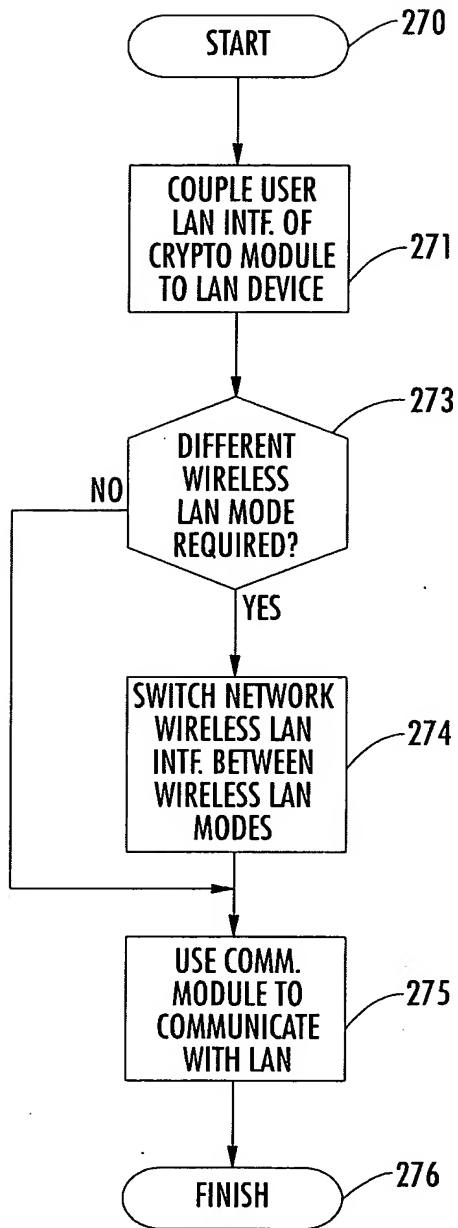 START
270
COUPLE USER
LAN INTF. OF
CRYPTO MODULE
TO LAN DEVICE
271
273
DIFFERENT
WIRELESS
LAN MODE
REQUIRED?
NO
YES
SWITCH NETWORK
WIRELESS LAN
INTF. BETWEEN
WIRELESS LAN
MODES
274
USE COMM.
MODULE TO
COMMUNICATE
WITH LAN
275
FINISH
276